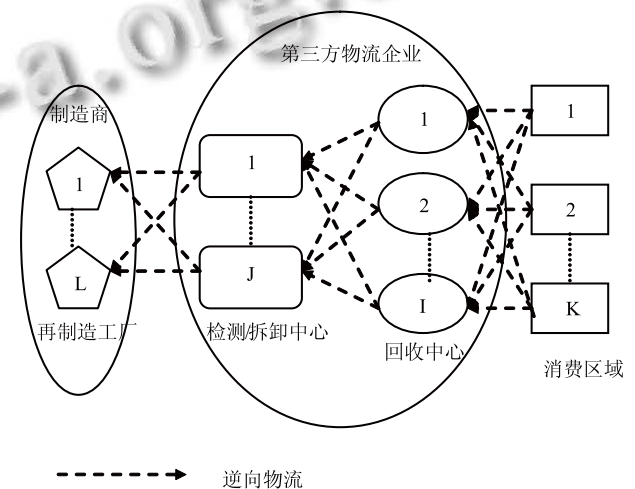 a.org
第三方物流企业
制造商
1
L
再制造工厂
1
J
检测/拆卸中心
1
2
I
回收中心
1
2
K
消费区域
逆向物流